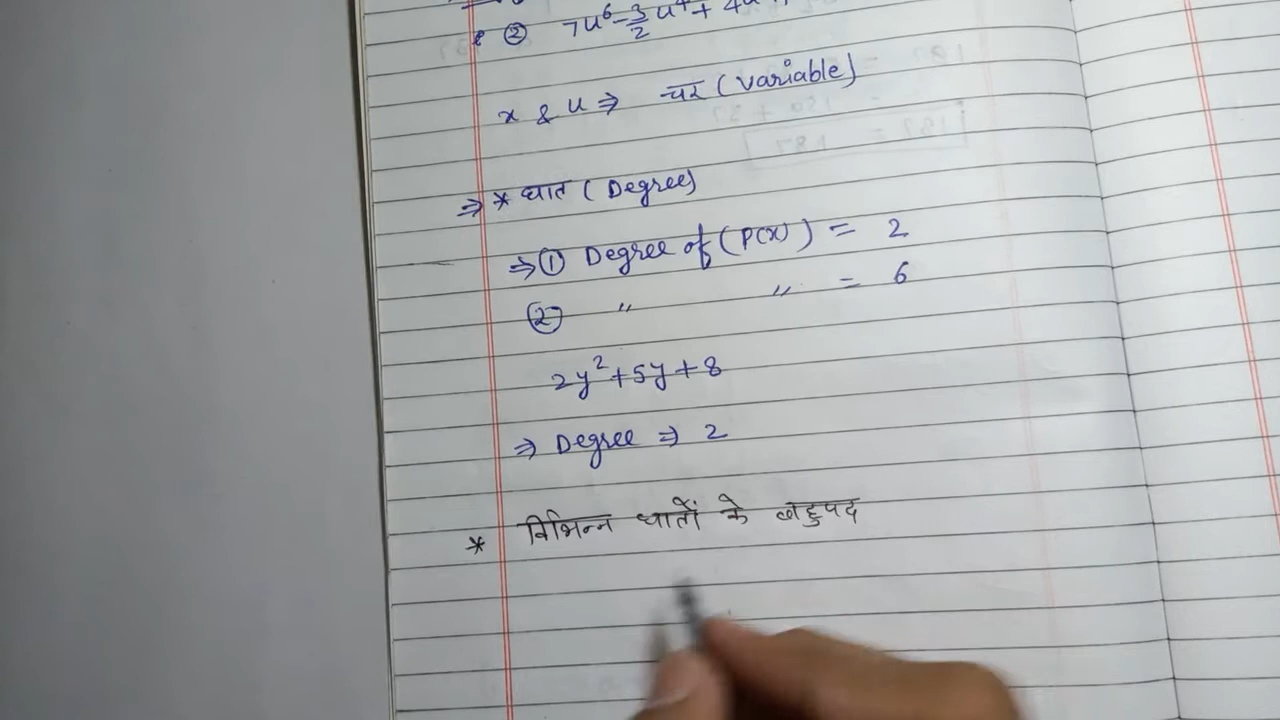 ② 7u⁶-3/2 u⁴+ 4u
x & u ⇒ चर (Variable)
⇒ * घात (Degree)
⇒ ① Degree of (P(x)) = 2
② " " = 6
2y²+5y+8
⇒ Degree ⇒ 2
* विभिन्न घातों के बहुपद